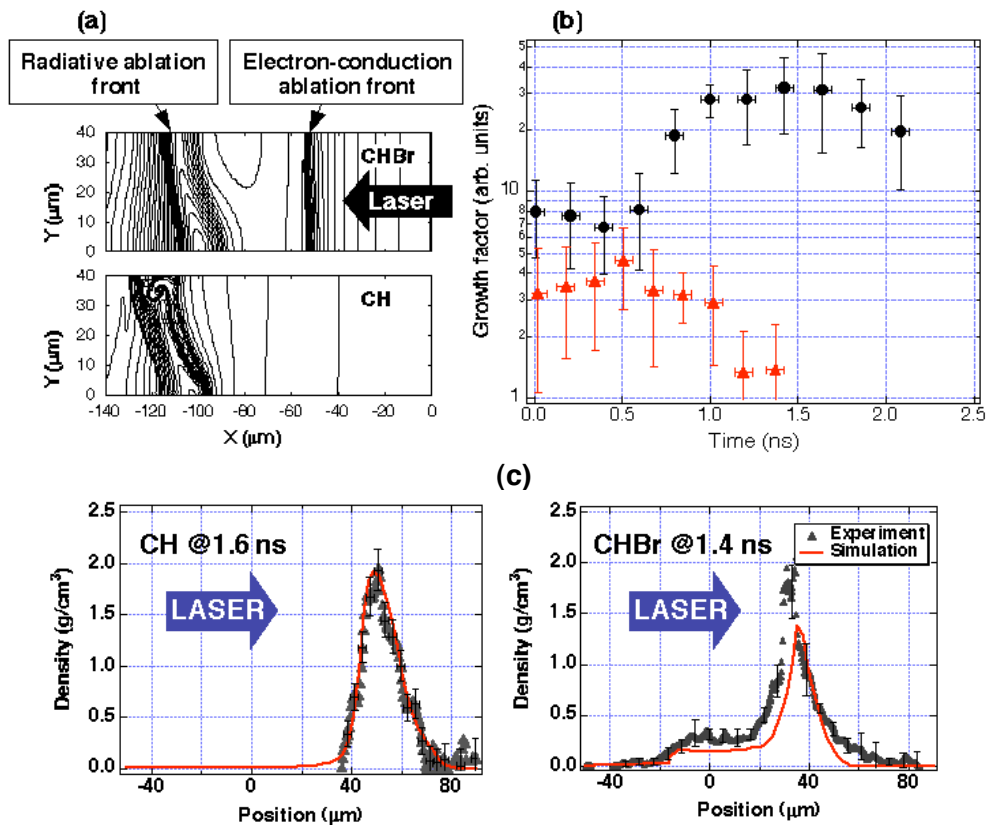 (a)
Radiative ablation front
Electron-conduction ablation front
Y (μm)
40
30
20
10
0
CHBr
Laser
Y (μm)
40
30
20
10
0
CH
-140 -120 -100 -80 -60 -40 -20 0
X (μm)
(b)
Growth factor (arb. units)
5
4
3
2
10
9
8
7
6
5
4
3
2
1
0.0 0.5 1.0 1.5 2.0 2.5
Time (ns)
(c)
Density (g/cm³)
2.5
2.0
1.5
1.0
0.5
0.0
CH @1.6 ns
LASER
-40 0 40 80
Position (μm)
Density (g/cm³)
2.5
2.0
1.5
1.0
0.5
0.0
CHBr @1.4 ns
Experiment
Simulation
LASER
-40 0 40 80
Position (μm)